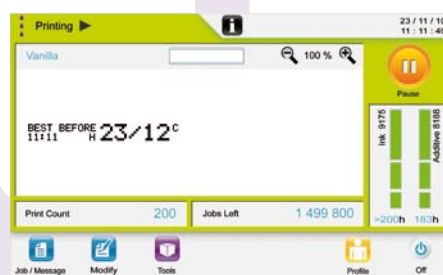 Printing
i
23 / 11 / 10
11 : 11 : 40
Vanilla
100 %
Pause
BEST BEFORE 23/12 C
11:11 H
Ink 9175
Additive 8188
>200h 183h
Print Count 200
Jobs Left 1 499 800
Job / Message
Modify
Tools
Profile
Off